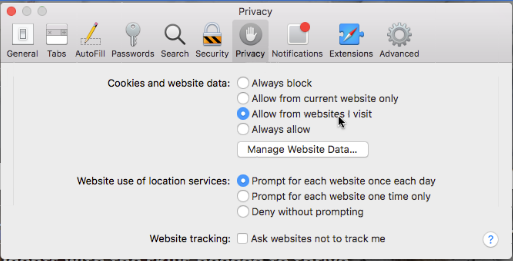 Privacy
General Tabs AutoFill Passwords Search Security Privacy Notifications Extensions Advanced
Cookies and website data: Always block
Allow from current website only
Allow from websites I visit
Always allow
Manage Website Data...
Website use of location services: Prompt for each website once each day
Prompt for each website one time only
Deny without prompting
Website tracking: Ask websites not to track me
?